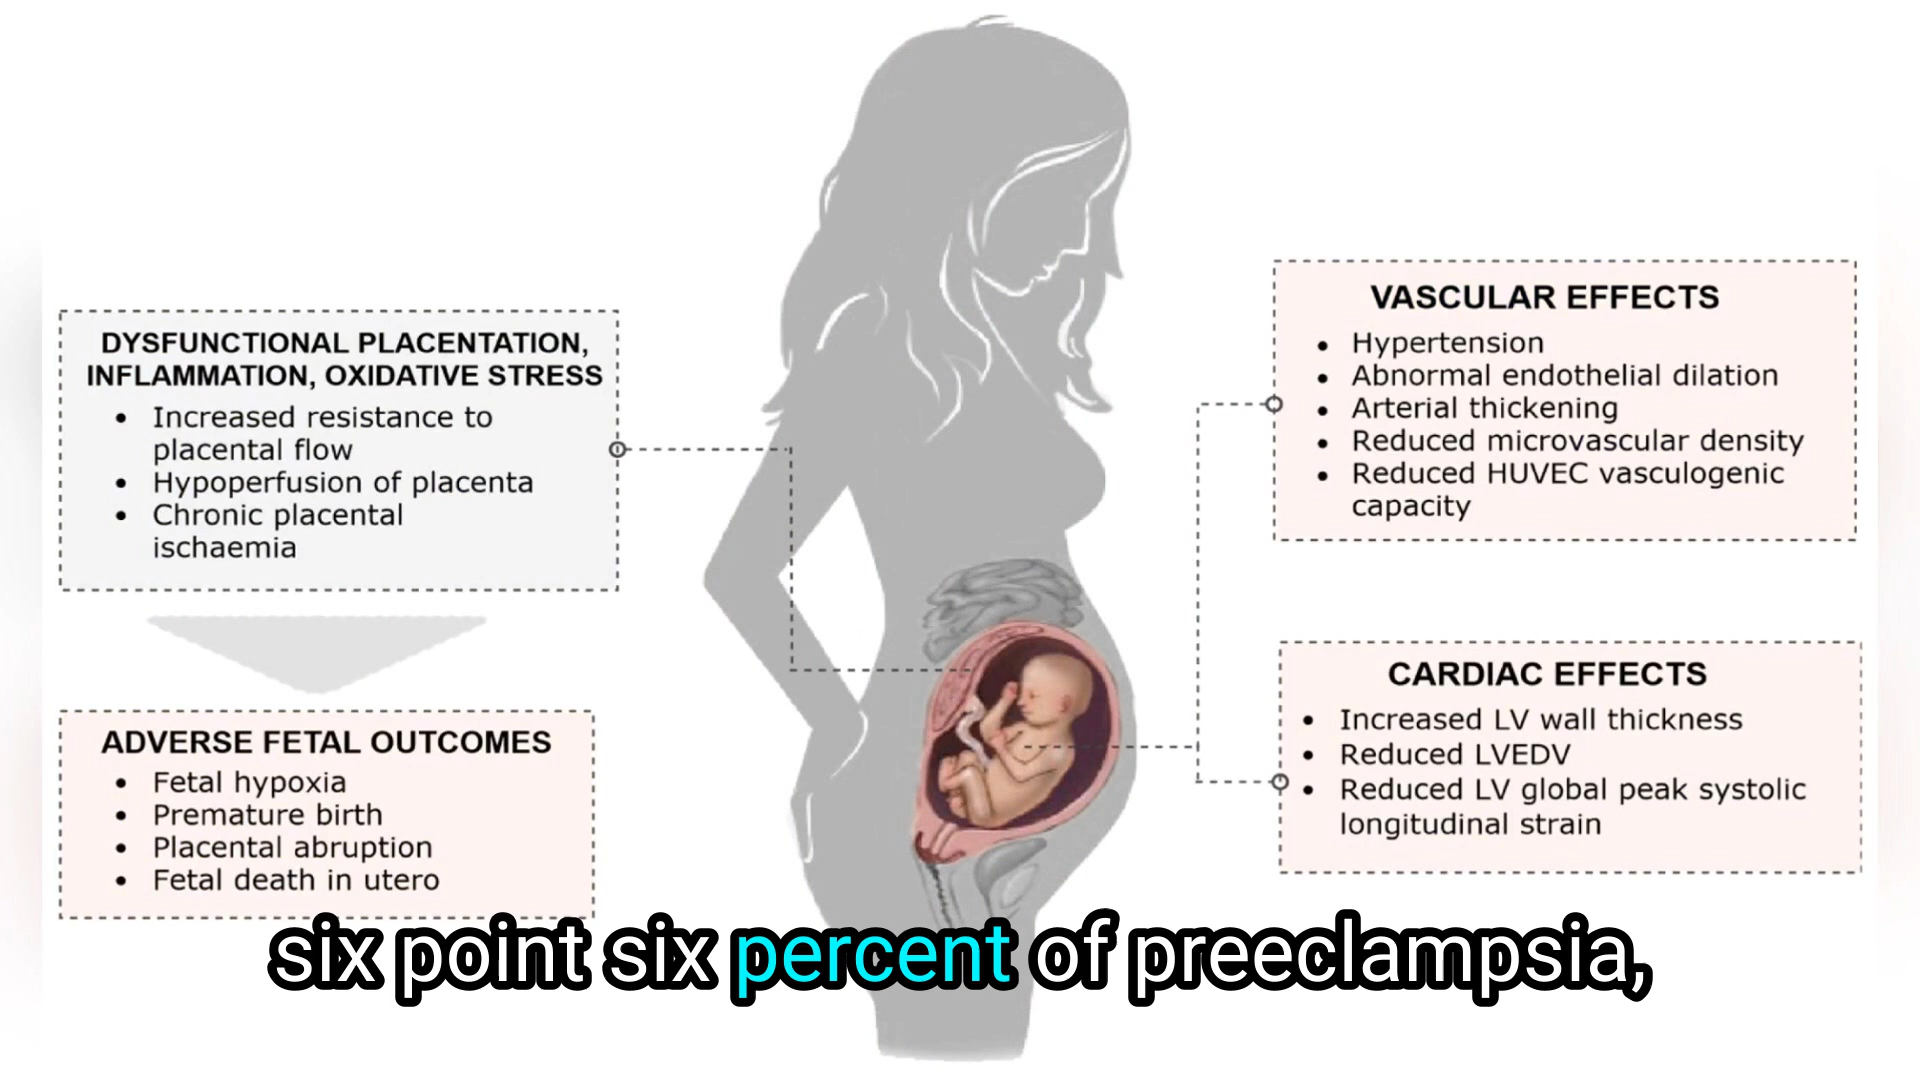 DYSFUNCTIONAL PLACENTATION,
INFLAMMATION, OXIDATIVE STRESS
• Increased resistance to
placental flow
• Hypoperfusion of placenta
• Chronic placental
ischaemia
ADVERSE FETAL OUTCOMES
• Fetal hypoxia
• Premature birth
• Placental abruption
• Fetal death in utero
VASCULAR EFFECTS
• Hypertension
• Abnormal endothelial dilation
• Arterial thickening
• Reduced microvascular density
• Reduced HUVEC vasculogenic
capacity
CARDIAC EFFECTS
• Increased LV wall thickness
• Reduced LVEDV
• Reduced LV global peak systolic
longitudinal strain
six point six percent of preeclampsia,